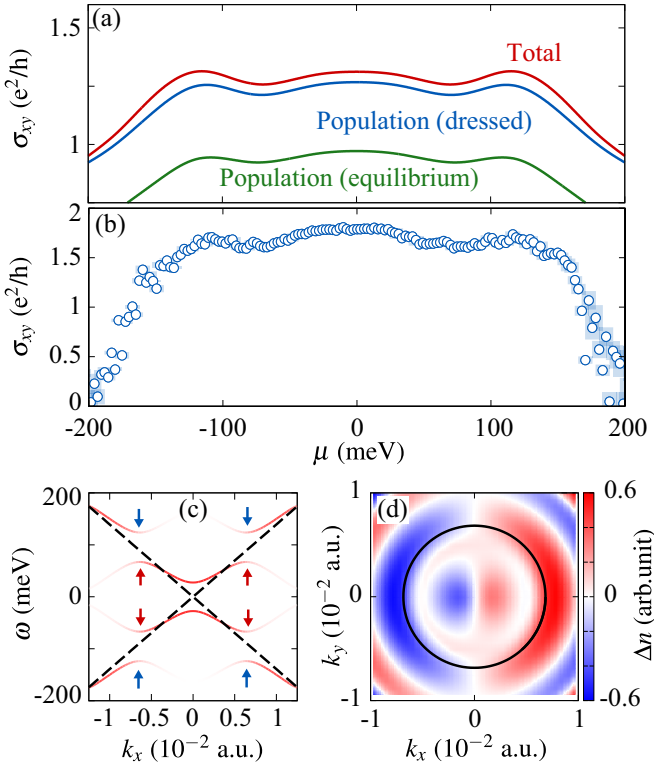 (a)
1.5
1
σxy (e²/h)
Total
Population (dressed)
Population (equilibrium)
(b)
2
1.5
1
0.5
0
σxy (e²/h)
-200 -100 0 100 200
μ (meV)
(c)
200
0
-200
ω (meV)
-1 -0.5 0 0.5 1
kx (10⁻² a.u.)
(d)
1
0
-1
ky (10⁻² a.u.)
-1 0 1
kx (10⁻² a.u.)
0.6
0
-0.6
Δn (arb.unit)